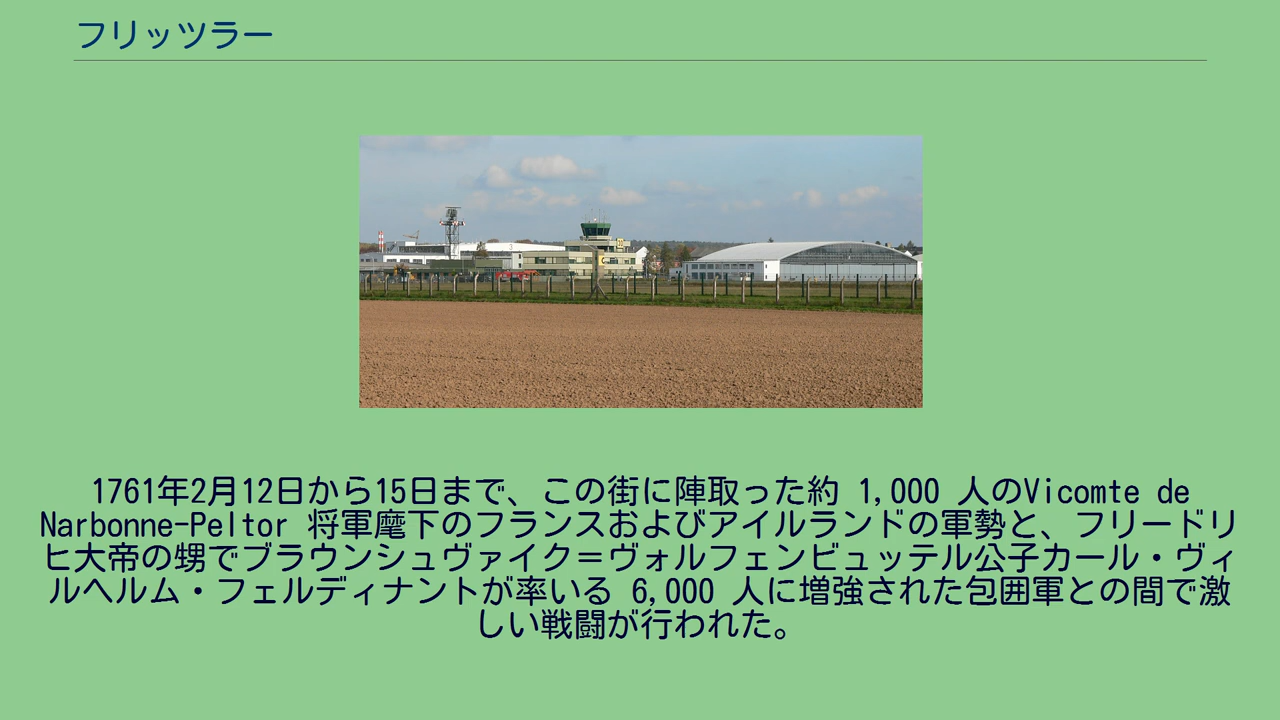 フリッツラー
1761年2月12日から15日まで、この街に陣取った約 1,000 人のVicomte de
Narbonne-Peltor 将軍麾下のフランスおよびアイルランドの軍勢と、フリードリ
ヒ大帝の甥でブラウンシュヴァイク＝ヴォルフェンビュッテル公子カール・ヴィ
ルヘルム・フェルディナントが率いる 6,000 人に増強された包囲軍との間で激
しい戦闘が行われた。